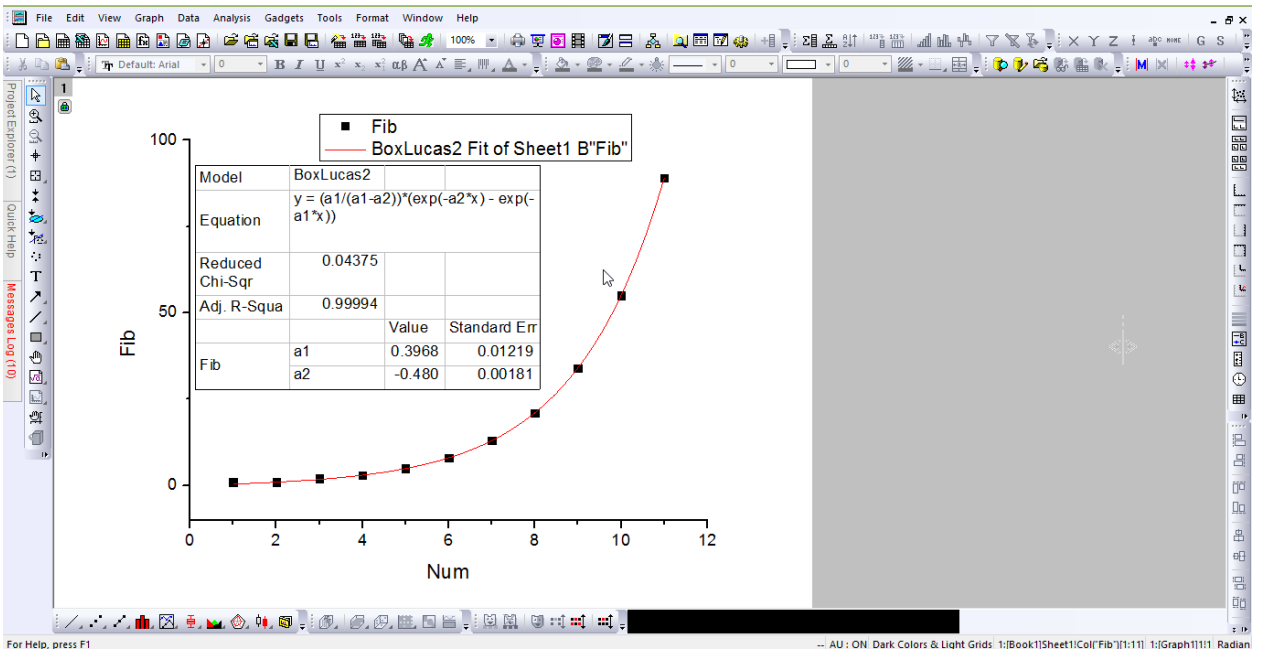 File Edit View Graph Data Analysis Gadgets Tools Format Window Help
100%
X Y Z
G S
Default: Arial 0 B I U x² x₂ αβ A A 0 0
M
Project Explorer (1)
Quick Help
Messages Log (10)
1
T
Fib
BoxLucas2 Fit of Sheet1 B"Fib"
Model BoxLucas2
Equation y = (a1/(a1-a2))*(exp(-a2*x) - exp(-
a1*x))
Reduced 0.04375
Chi-Sqr
Adj. R-Squa 0.99994
Value Standard Err
Fib a1 0.3968 0.01219
a2 -0.480 0.00181
100
50
0
Fib
0 2 4 6 8 10 12
Num
For Help, press F1
-- AU : ON Dark Colors & Light Grids 1:[Book1]Sheet1!Col("Fib")[1:11] 1:[Graph1]1!1 Radian